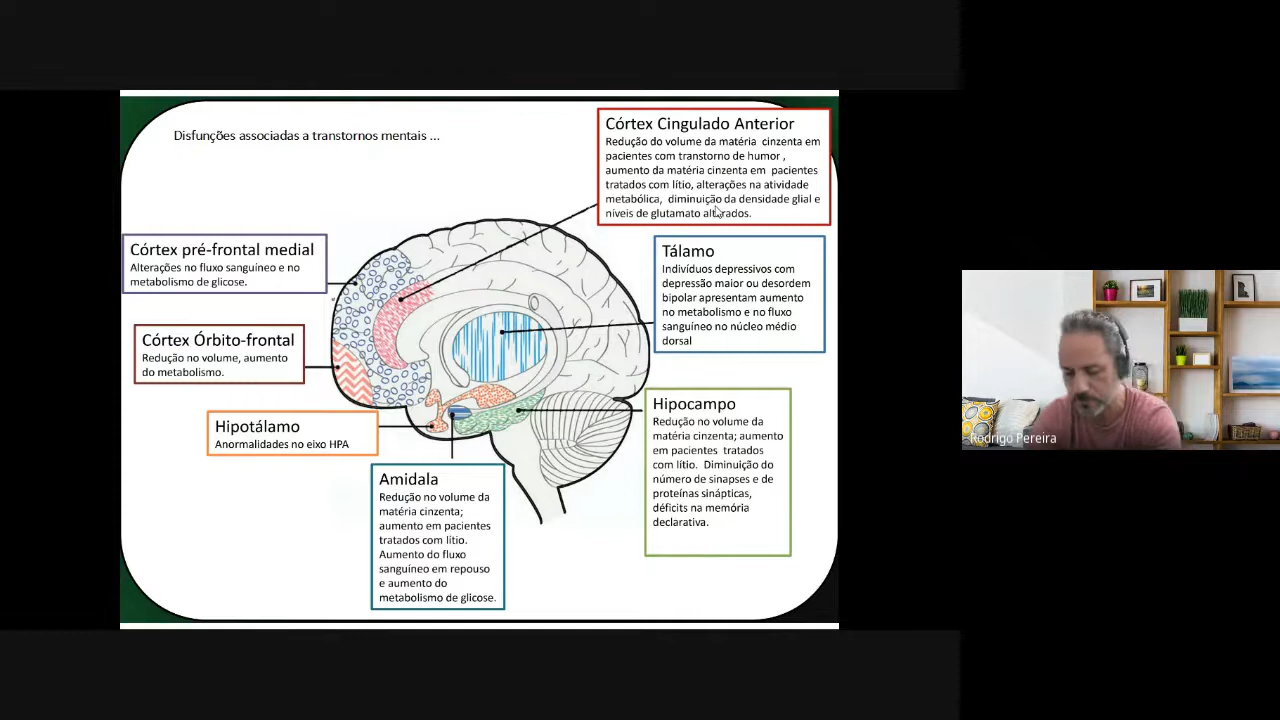 Disfunções associadas a transtornos mentais ...
Córtex Cingulado Anterior
Redução do volume da matéria cinzenta em
pacientes com transtorno de humor ,
aumento da matéria cinzenta em pacientes
tratados com lítio, alterações na atividade
metabólica, diminuição da densidade glial e
níveis de glutamato alterados.
Córtex pré-frontal medial
Alterações no fluxo sanguíneo e no
metabolismo de glicose.
Tálamo
Indivíduos depressivos com
depressão maior ou desordem
bipolar apresentam aumento
no metabolismo e no fluxo
sanguíneo no núcleo médio
dorsal
Córtex Órbito-frontal
Redução no volume, aumento
do metabolismo.
Hipotálamo
Anormalidades no eixo HPA
Hipocampo
Redução no volume da
matéria cinzenta; aumento
em pacientes tratados
com lítio. Diminuição do
número de sinapses e de
proteínas sinápticas,
déficits na memória
declarativa.
Amidala
Redução no volume da
matéria cinzenta;
aumento em pacientes
tratados com lítio.
Aumento do fluxo
sanguíneo em repouso
e aumento do
metabolismo de glicose.
Rodrigo Pereira